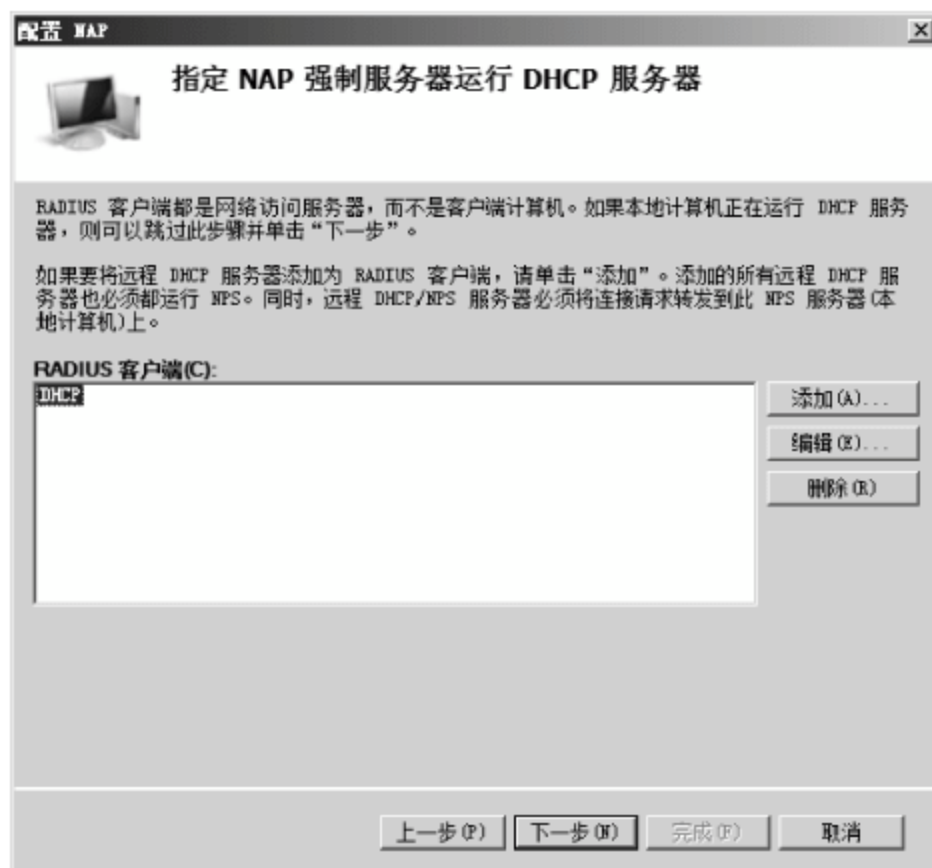 配置 NAP
指定 NAP 强制服务器运行 DHCP 服务器
RADIUS 客户端都是网络访问服务器，而不是客户端计算机。如果本地计算机正在运行 DHCP 服务
器，则可以跳过此步骤并单击“下一步”。
如果要将远程 DHCP 服务器添加为 RADIUS 客户端，请单击“添加”。添加的所有远程 DHCP 服
务器也必须都运行 NPS。同时，远程 DHCP/NPS 服务器必须将连接请求转发到此 NPS 服务器(本
地计算机)上。
RADIUS 客户端(C):
DHCP
添加(A)...
编辑(E)...
删除(R)
上一步(P) 下一步(N) 完成(F) 取消